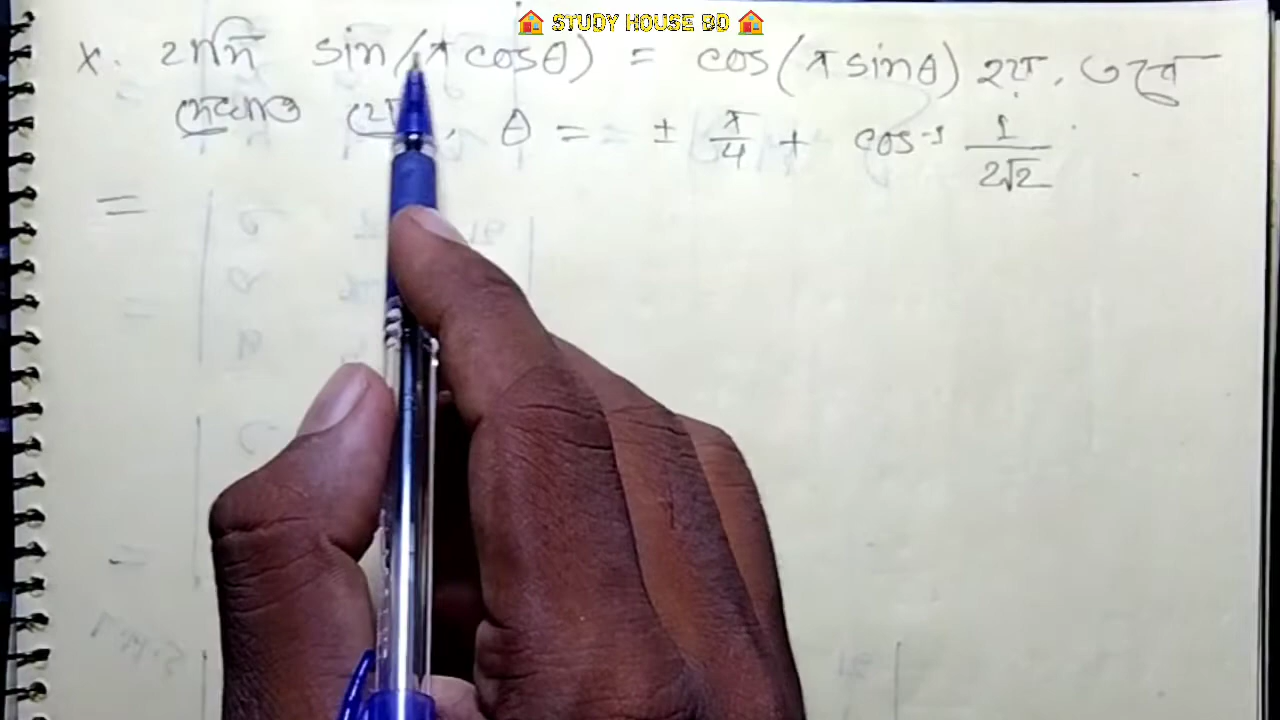 🏠 STUDY HOUSE BD 🏠
x. যদি sin(π cosθ) = cos(π sinθ) হয়, তবে
দেখাও যে, θ = ± π/4 + cos⁻¹ 1/(2√2)
=